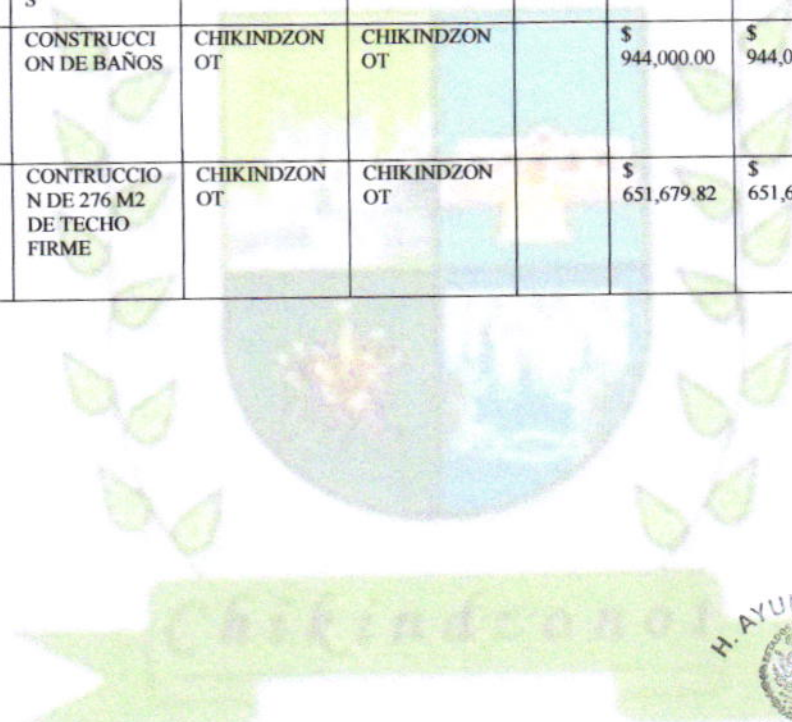 S
CONSTRUCCI CHIKINDZON CHIKINDZON $ $
ON DE BAÑOS OT OT 944,000.00 944,0
CONTRUCCIO CHIKINDZON CHIKINDZON $ $
N DE 276 M2 OT OT 651,679.82 651,6
DE TECHO
FIRME
Chikindzonot
H. AYU